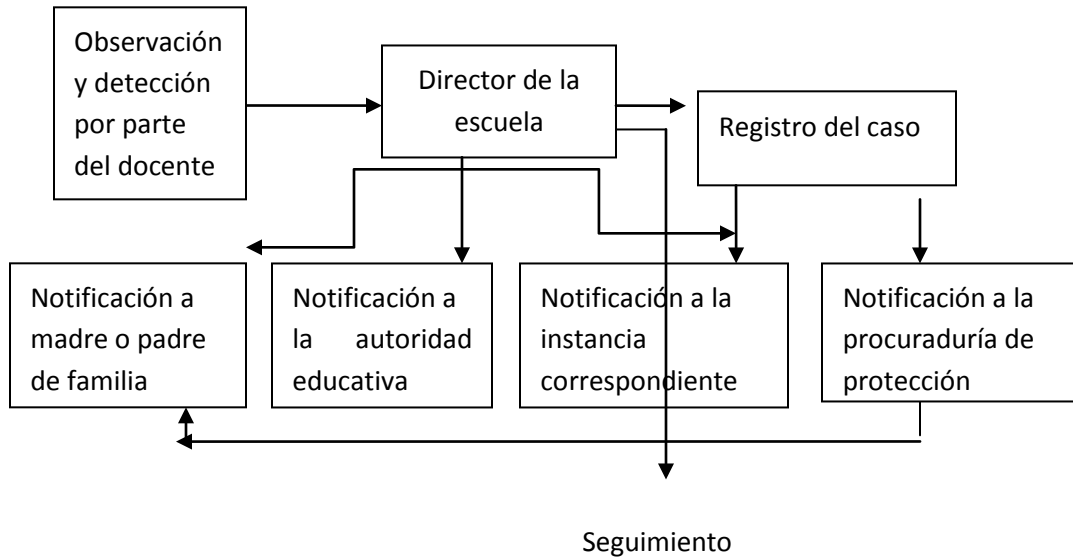 Observación
y detección
por parte
del docente
Director de la
escuela
Registro del caso
Notificación a
madre o padre
de familia
Notificación a
la autoridad
educativa
Notificación a la
instancia
correspondiente
Notificación a la
procuraduría de
protección
Seguimiento